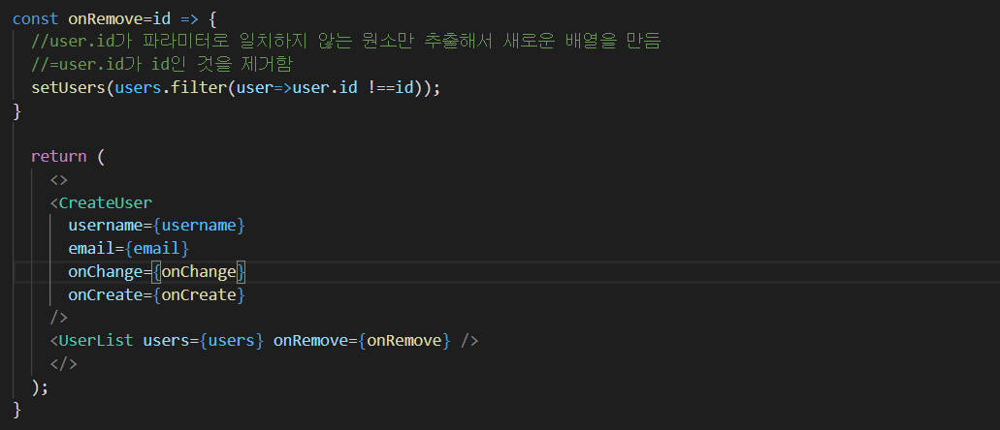 const onRemove=id => {
//user.id가 파라미터로 일치하지 않는 원소만 추출해서 새로운 배열을 만듬
//=user.id가 id인 것을 제거함
setUsers(users.filter(user=>user.id !==id));
}
return (
<>
<CreateUser
username={username}
email={email}
onChange={onChange}
onCreate={onCreate}
/>
<UserList users={users} onRemove={onRemove} />
</>
);
}